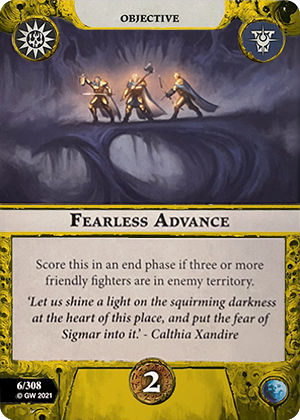 OBJECTIVE
FEARLESS ADVANCE
Score this in an end phase if three or more
friendly fighters are in enemy territory.
'Let us shine a light on the squirming darkness
at the heart of this place, and put the fear of
Sigmar into it.' - Calthia Xandire
6/308
© GW 2021
2